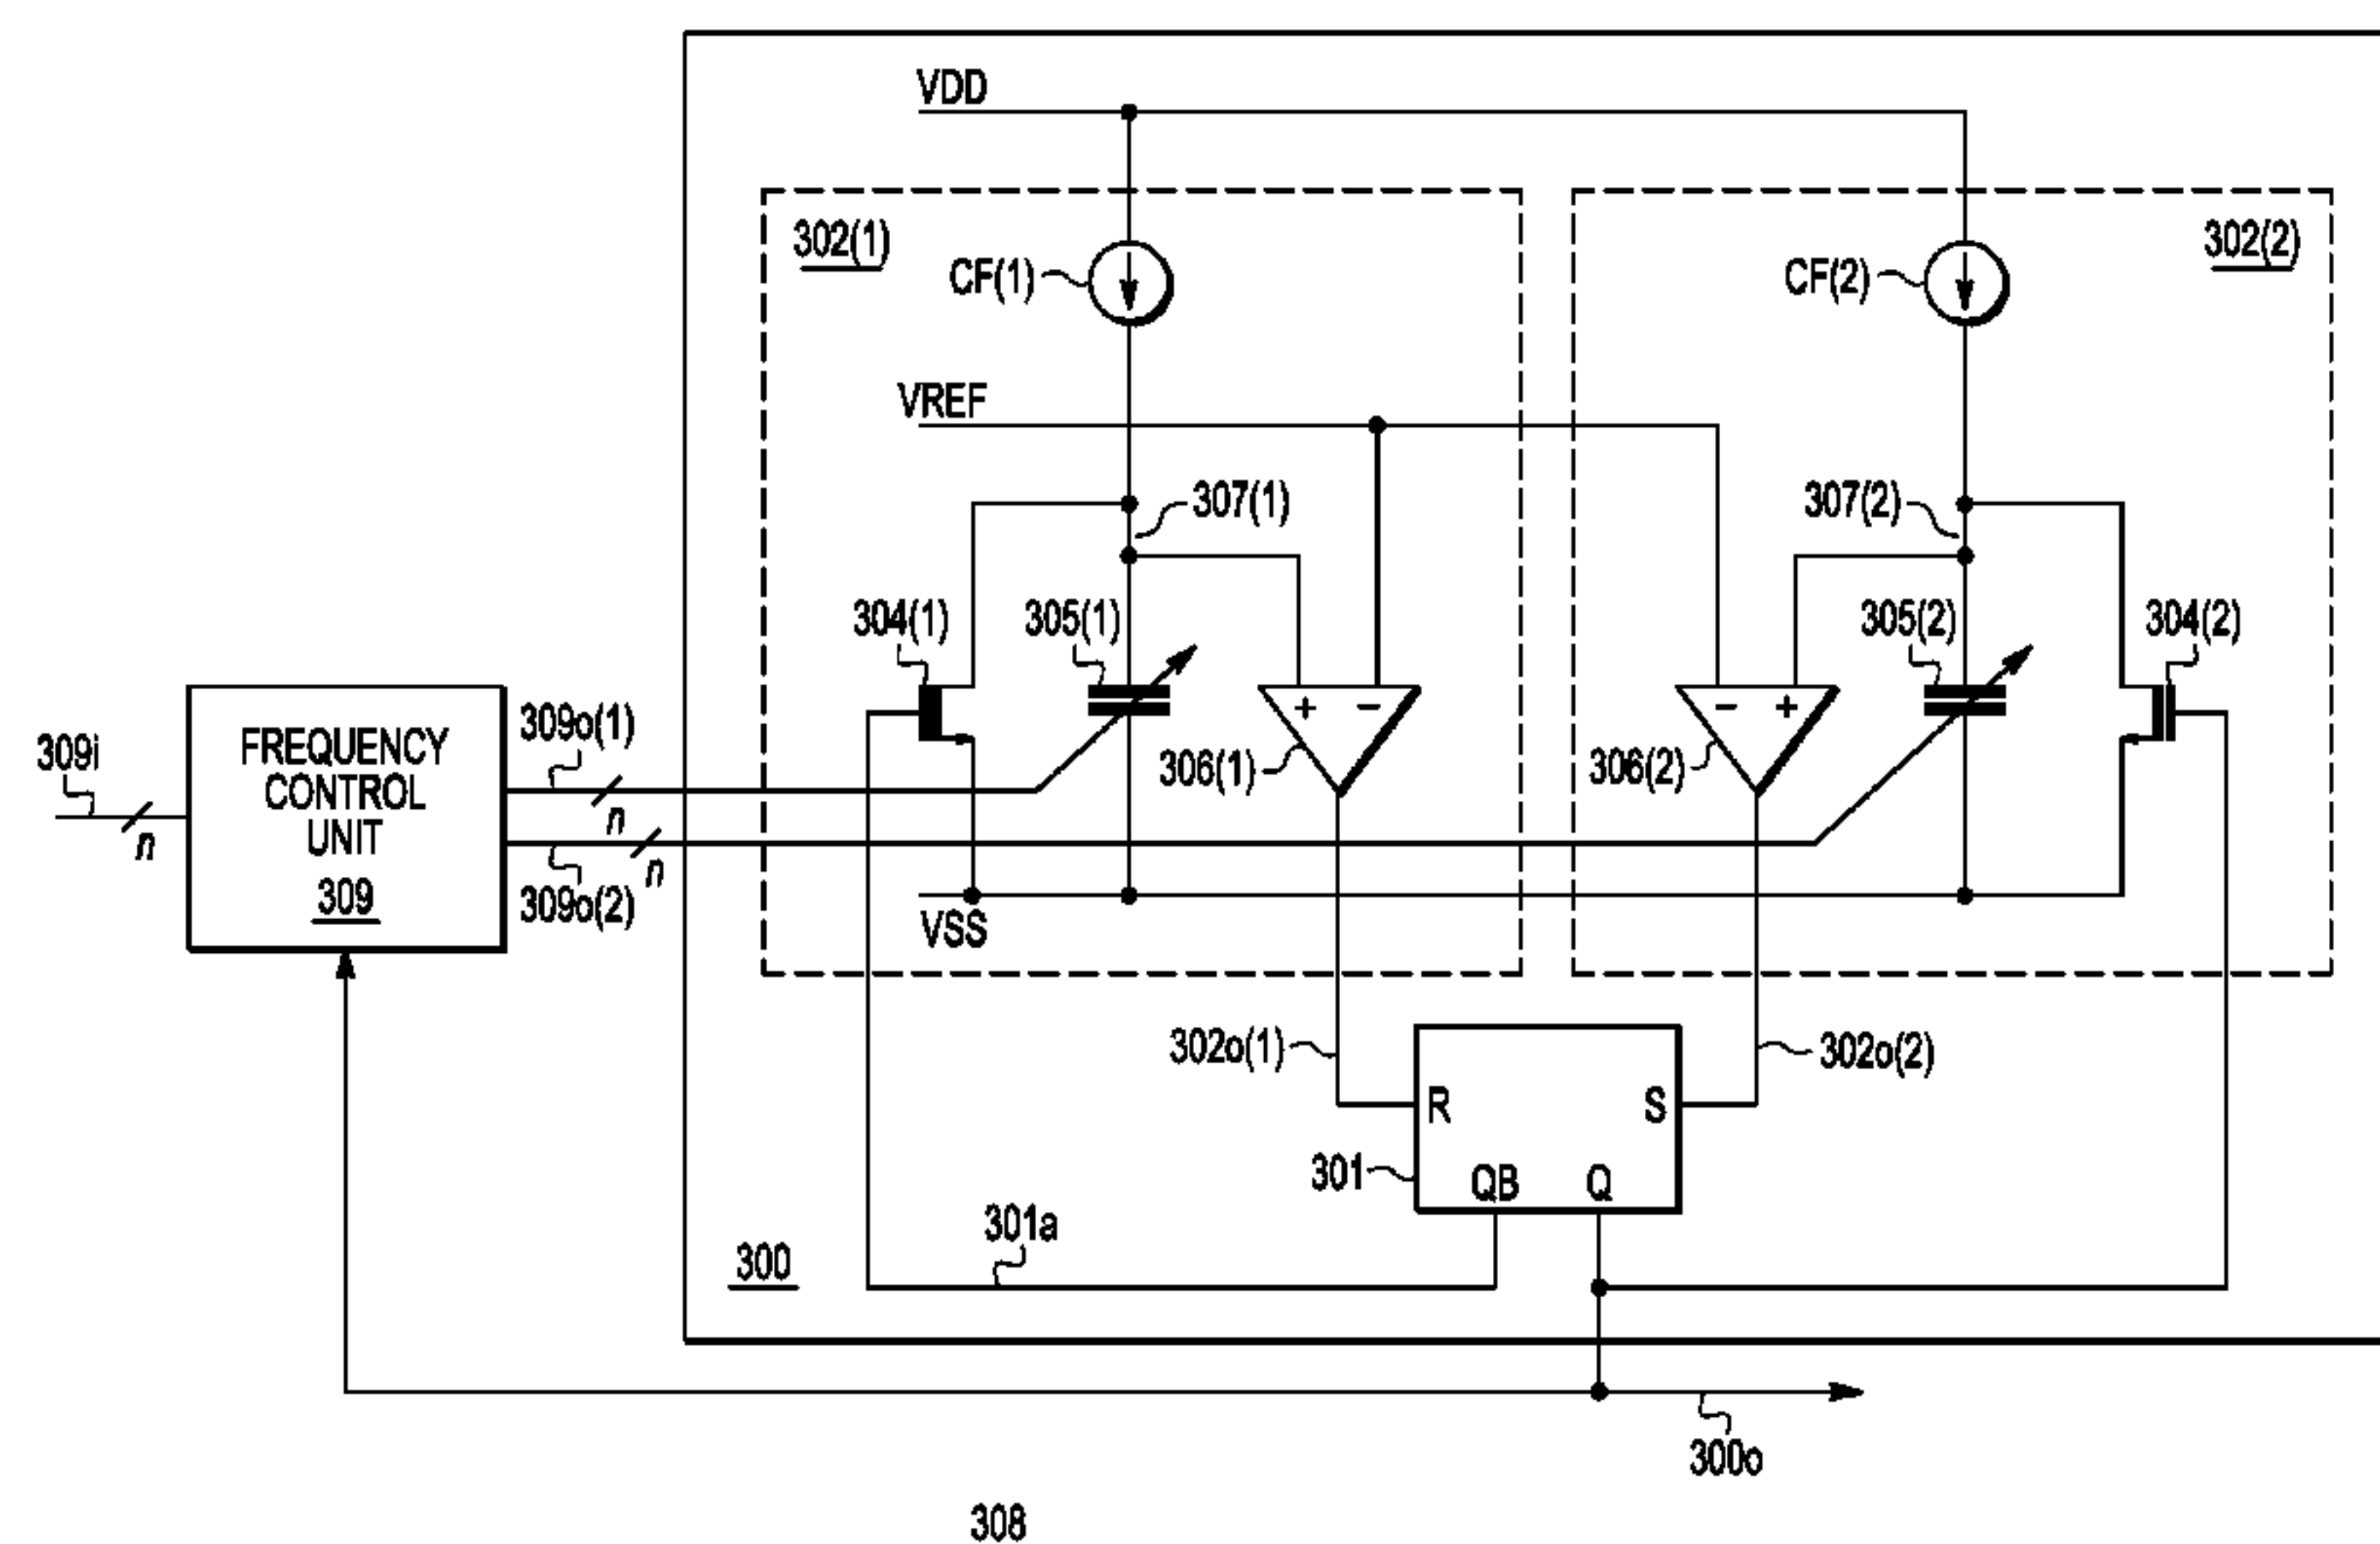 VDD
302(1)
302(2)
CF(1)
CF(2)
VREF
307(1)
307(2)
304(1)
305(1)
305(2)
304(2)
+ −
− +
309i
n
FREQUENCY
CONTROL
UNIT
309
309o(1)
n
309o(2)
n
306(1)
306(2)
VSS
302o(1)
302o(2)
R
S
301
QB
Q
301a
300
300o
308